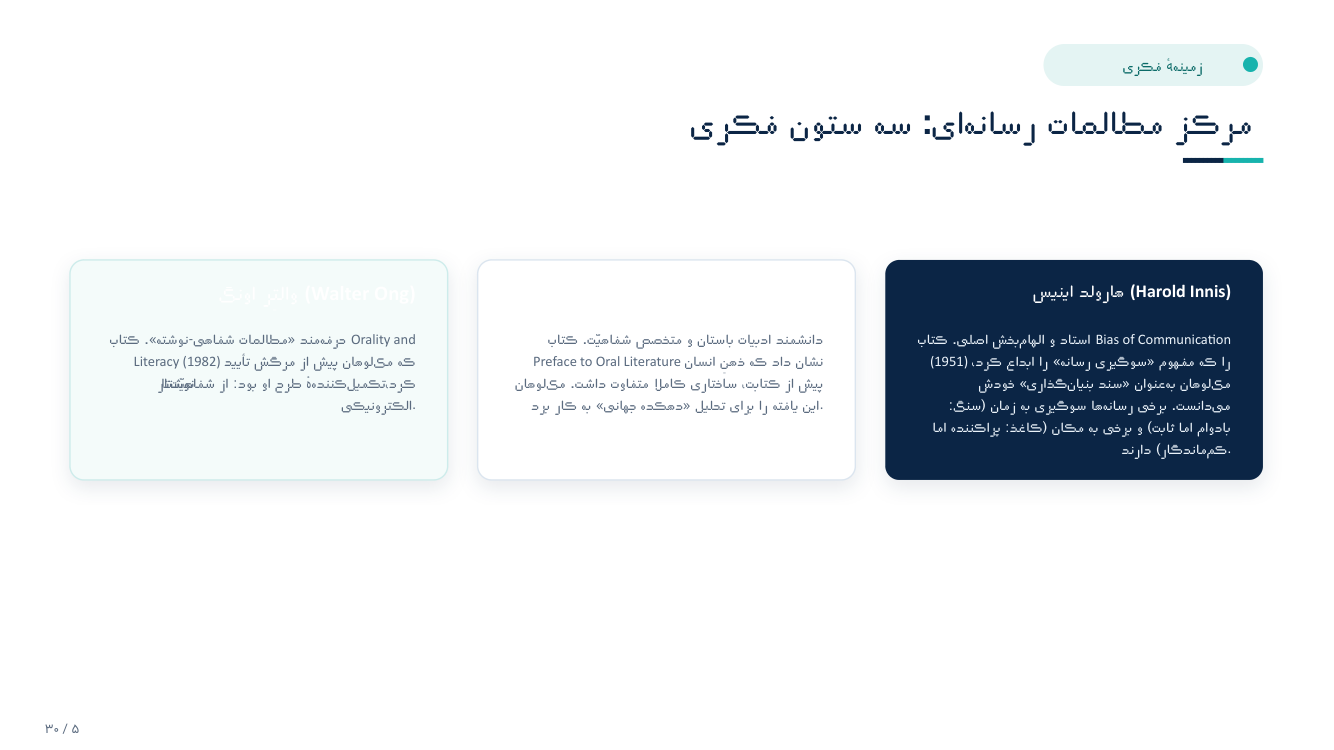 زمینهٔ فکری
مرکز مطالعات رسانه‌ای: سه ستون فکری
هارولد اینیس (Harold Innis)
استاد و الهام‌بخش اصلی. کتاب Bias of Communication
(1951) را که مفهوم «سوگیری رسانه» را ابداع کرد،
مک‌لوهان به‌عنوان «سند بنیان‌گذاری» خودش
می‌دانست. برخی رسانه‌ها سوگیری به زمان (سنگ:
بادوام اما ثابت) و برخی به مکان (کاغذ: پراکننده اما
کم‌ماندگار) دارند.
دانشمند ادبیات باستان و متخصص شفاهیّت. کتاب
Preface to Oral Literature نشان داد که ذهنِ انسان
پیش از کتابت، ساختاری کاملاً متفاوت داشت. مک‌لوهان
این یافته را برای تحلیل «دهکده جهانی» به کار برد.
والتر اونگ (Walter Ong)
حرفه‌مند «مطالعات شفاهی-نوشته». کتاب Orality and
Literacy (1982) که مک‌لوهان پیش از مرگش تأیید
کرد،تکمیل‌کنندهٔ طرح او بود: از شفاهیّت
الکترونیکی.
۵ / ۳۰